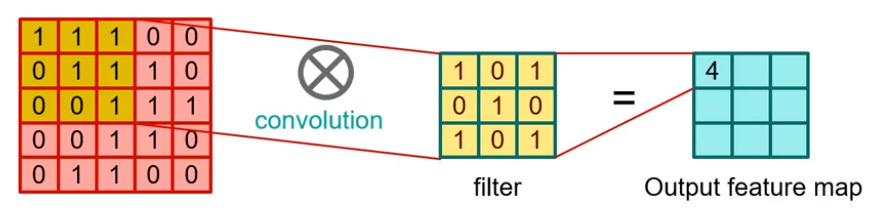 1 1 1 0 0
0 1 1 1 0
0 0 1 1 1
0 0 1 1 0
0 1 1 0 0
convolution
1 0 1
0 1 0
1 0 1
filter
=
4
Output feature map